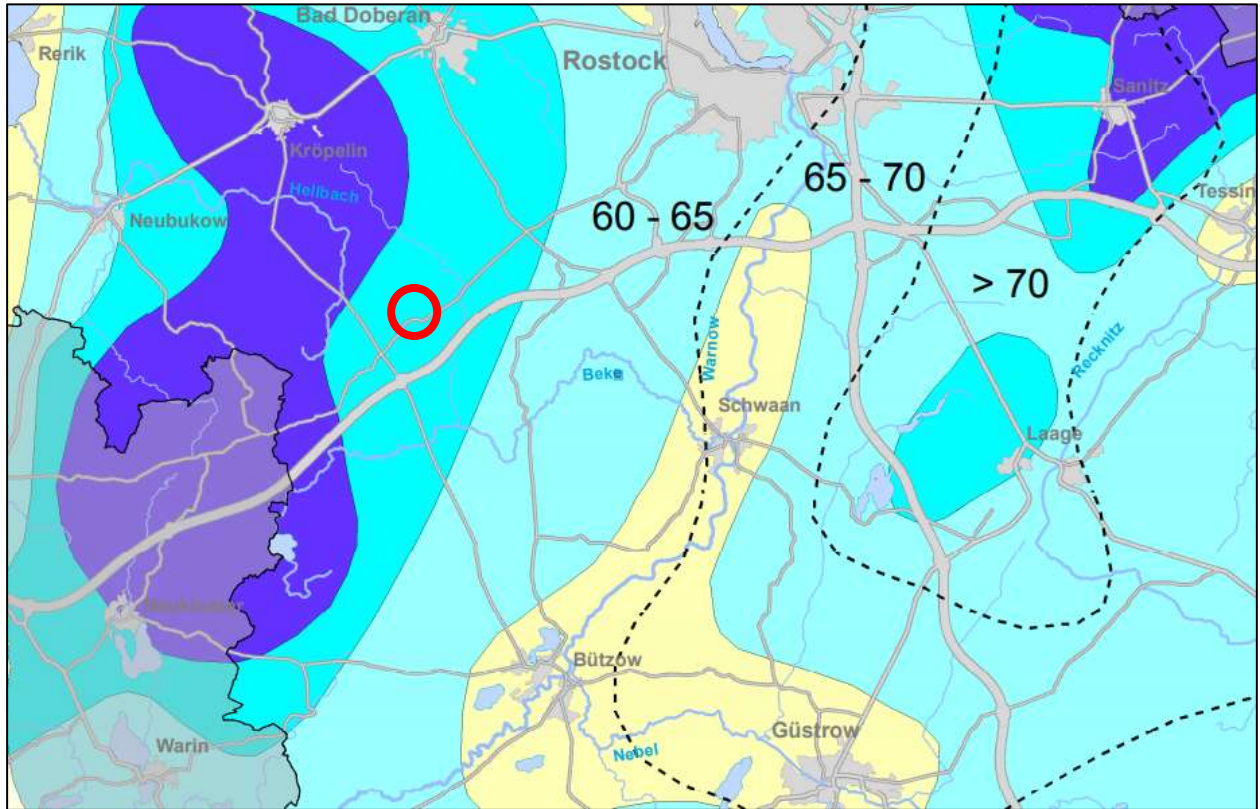 Bad Doberan
Rerik
Rostock
Sanitz
Kröpelin
65 - 70
Hellbach
Tessin
60 - 65
Neubukow
> 70
Warnow
Recknitz
Beke
Schwaan
Laage
Neukloster
Bützow
Güstrow
Warin
Nebel